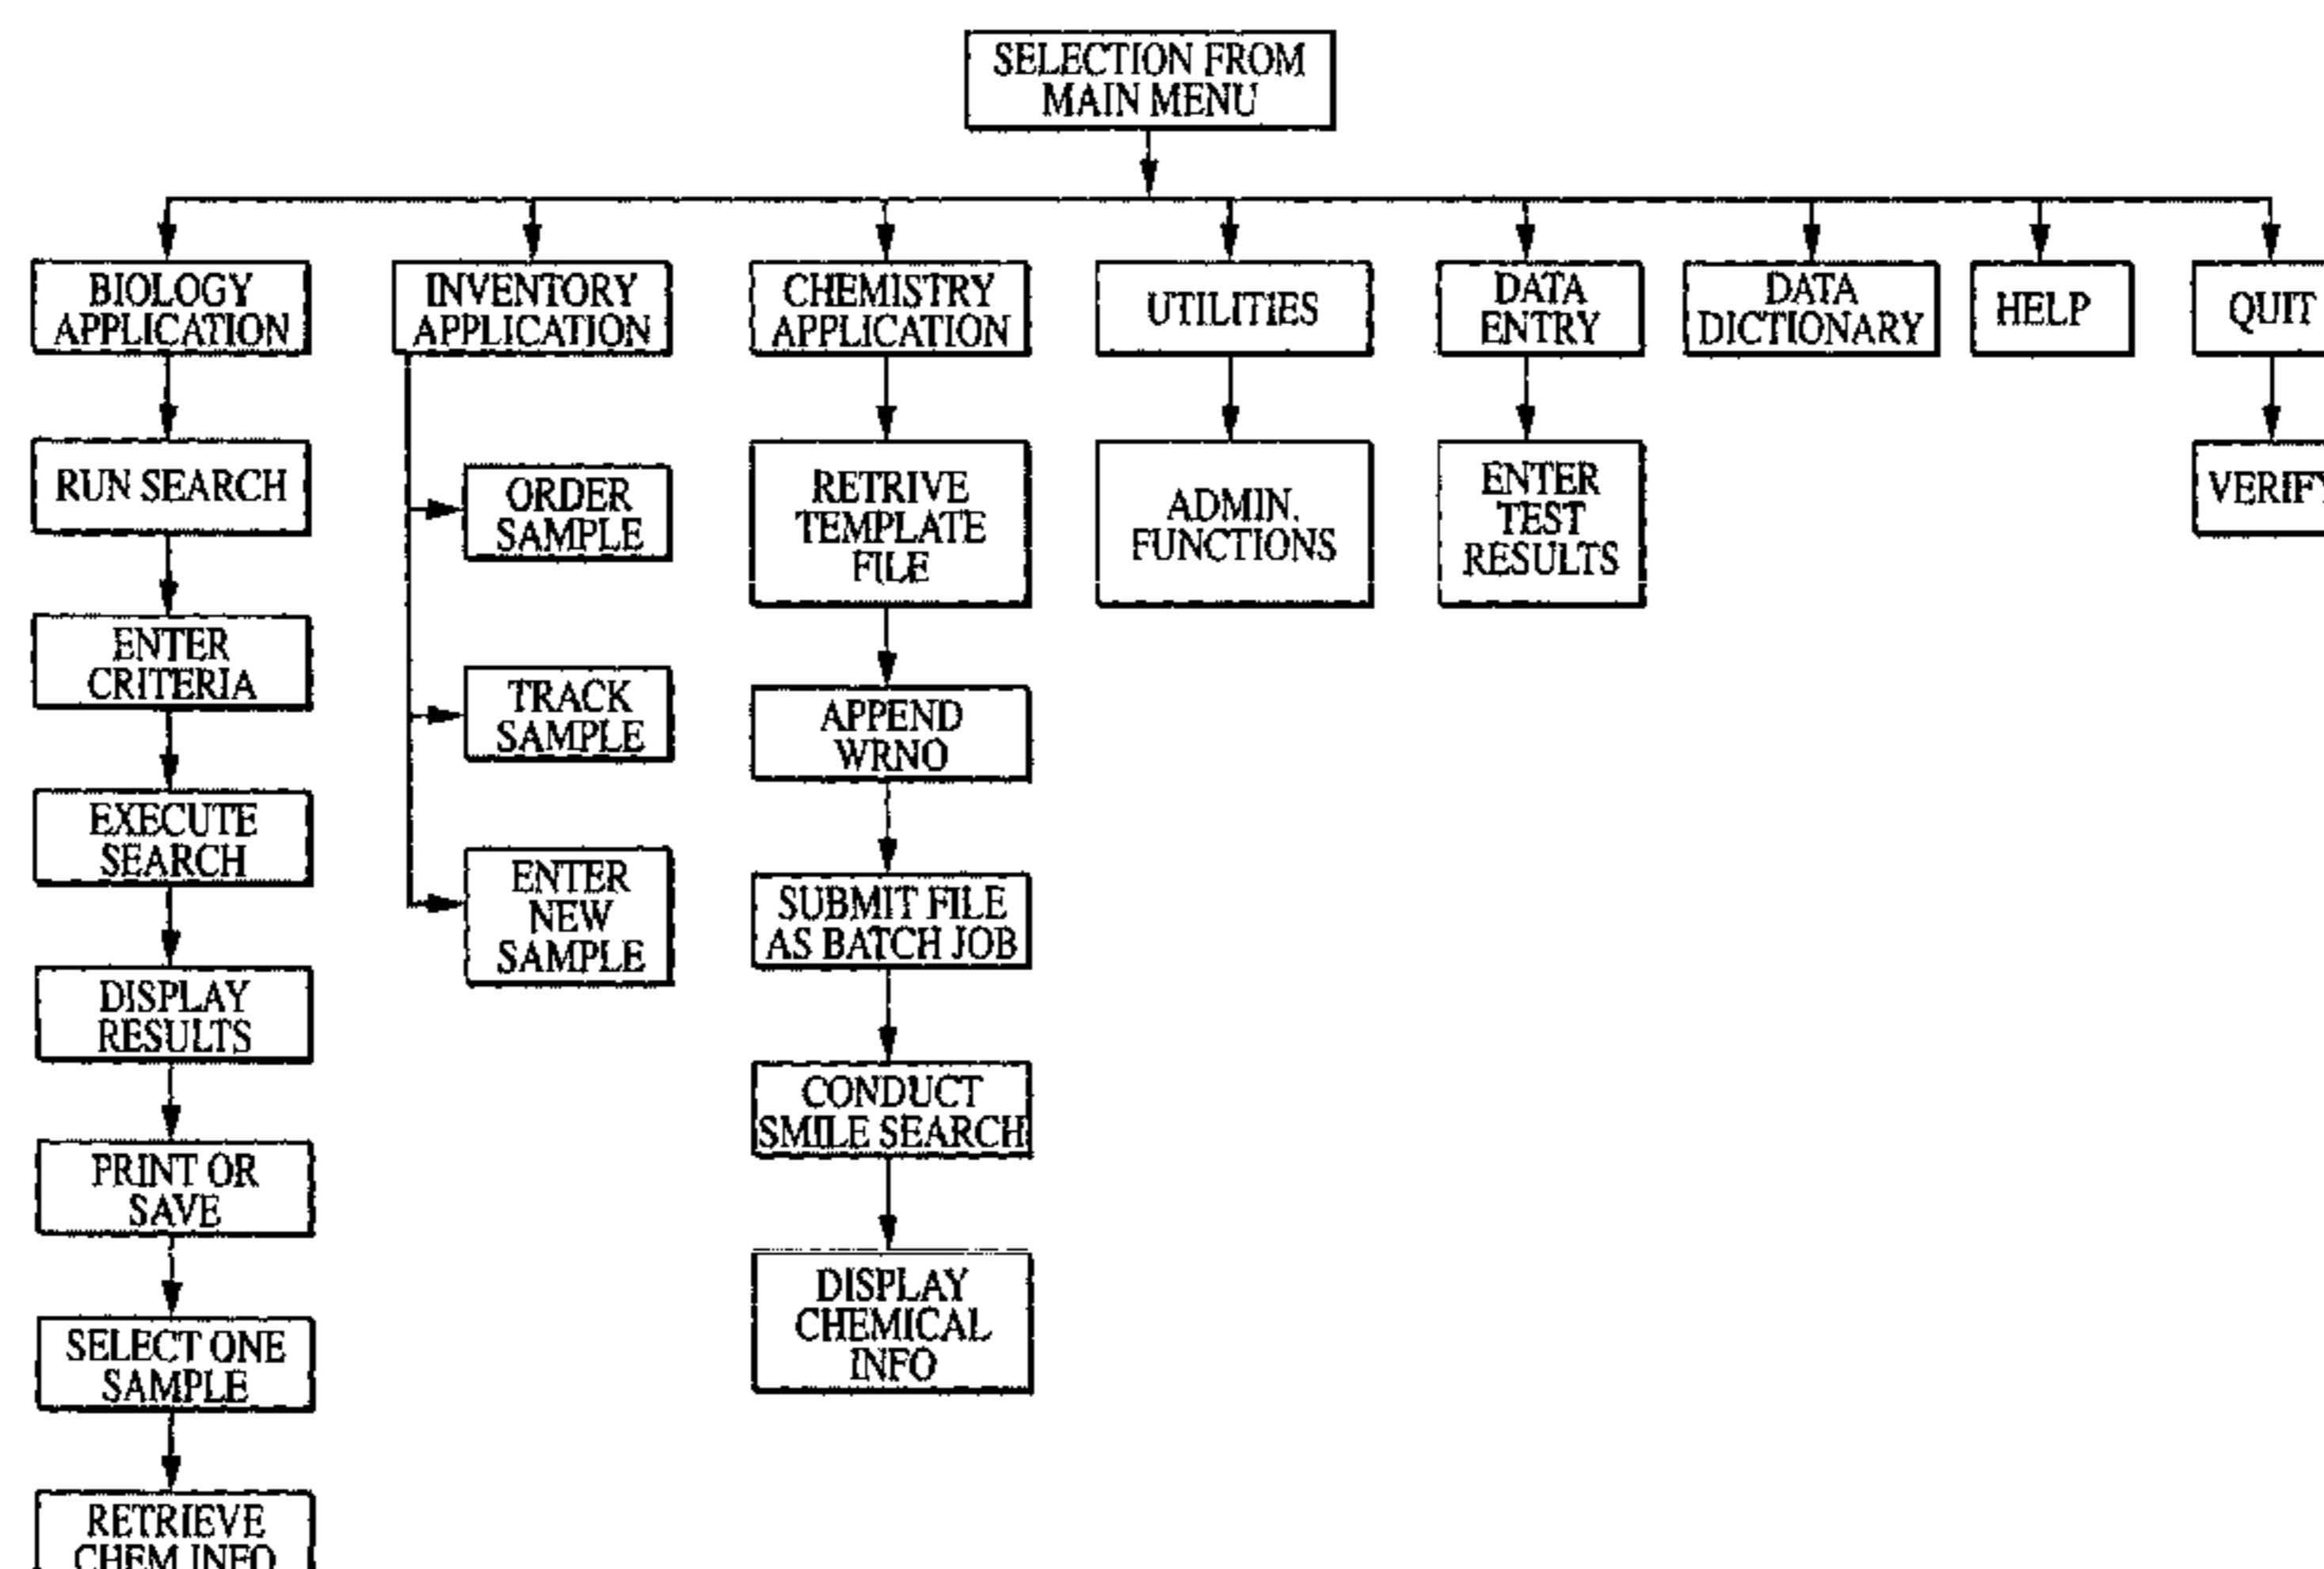 SELECTION FROM
MAIN MENU
BIOLOGY
APPLICATION
INVENTORY
APPLICATION
CHEMISTRY
APPLICATION
UTILITIES
DATA
ENTRY
DATA
DICTIONARY
HELP
QUIT
RUN SEARCH
ENTER
CRITERIA
EXECUTE
SEARCH
DISPLAY
RESULTS
PRINT OR
SAVE
SELECT ONE
SAMPLE
RETRIEVE
CHEM INFO
ORDER
SAMPLE
TRACK
SAMPLE
ENTER
NEW
SAMPLE
RETRIVE
TEMPLATE
FILE
APPEND
WRNO
SUBMIT FILE
AS BATCH JOB
CONDUCT
SMILE SEARCH
DISPLAY
CHEMICAL
INFO
ADMIN.
FUNCTIONS
ENTER
TEST
RESULTS
VERIFY